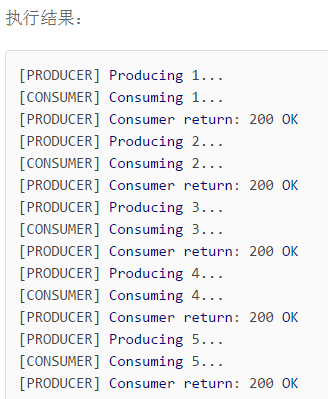 执行结果：
[PRODUCER] Producing 1...
[CONSUMER] Consuming 1...
[PRODUCER] Consumer return: 200 OK
[PRODUCER] Producing 2...
[CONSUMER] Consuming 2...
[PRODUCER] Consumer return: 200 OK
[PRODUCER] Producing 3...
[CONSUMER] Consuming 3...
[PRODUCER] Consumer return: 200 OK
[PRODUCER] Producing 4...
[CONSUMER] Consuming 4...
[PRODUCER] Consumer return: 200 OK
[PRODUCER] Producing 5...
[CONSUMER] Consuming 5...
[PRODUCER] Consumer return: 200 OK